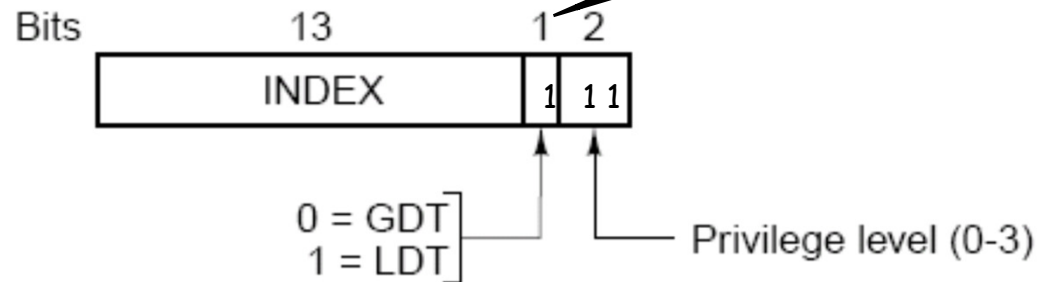 Bits 13 1 2
INDEX 1 1 1
0 = GDT
1 = LDT
Privilege level (0-3)